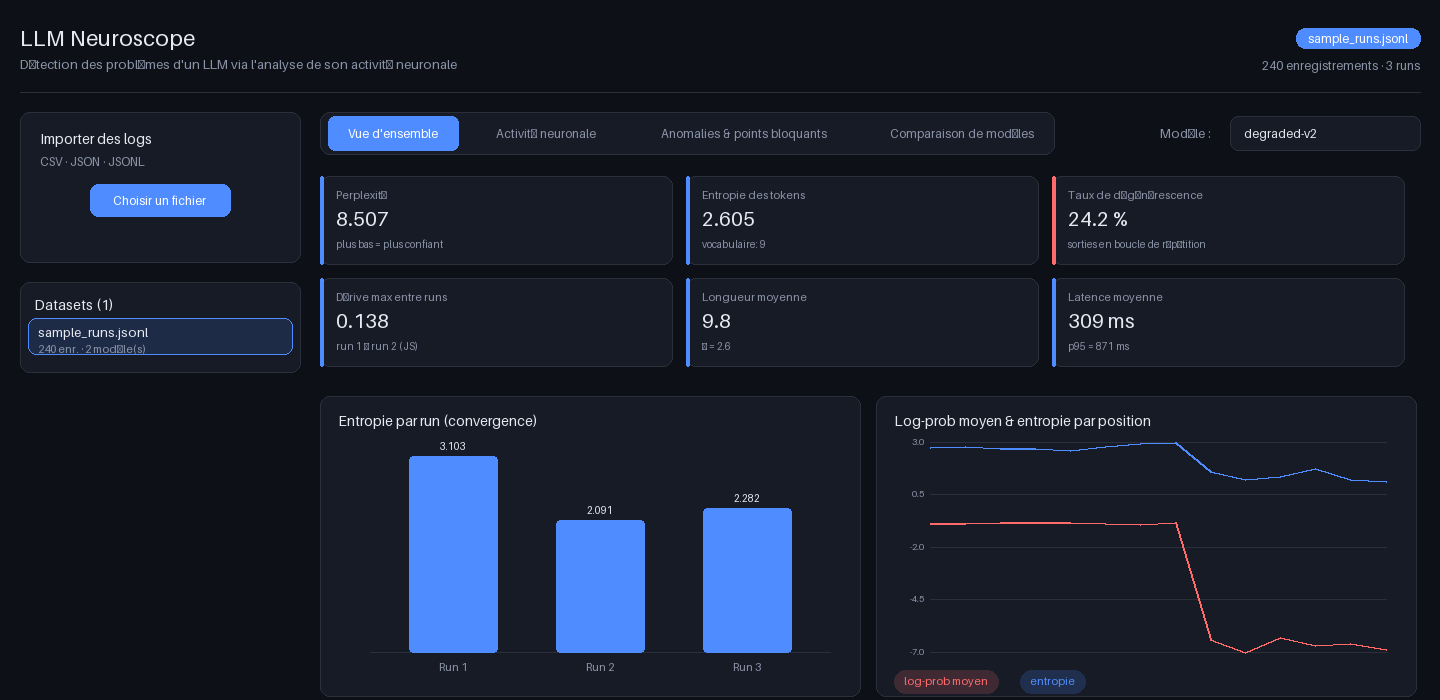 LLM Neuroscope
sample_runs.jsonl
D▯tection des probl▯mes d'un LLM via l'analyse de son activit▯ neuronale
240 enregistrements · 3 runs
Importer des logs
CSV · JSON · JSONL
Choisir un fichier
Datasets (1)
sample_runs.jsonl
240 enr. · 2 mod▯le(s)
Vue d'ensemble
Activit▯ neuronale
Anomalies & points bloquants
Comparaison de mod▯les
Mod▯le :
degraded-v2
Perplexit▯
8.507
plus bas = plus confiant
Entropie des tokens
2.605
vocabulaire: 9
Taux de d▯g▯n▯rescence
24.2 %
sorties en boucle de r▯p▯tition
D▯rive max entre runs
0.138
run 1 ▯ run 2 (JS)
Longueur moyenne
9.8
▯ = 2.6
Latence moyenne
309 ms
p95 = 871 ms
Entropie par run (convergence)
3.103
2.091
2.282
Run 1
Run 2
Run 3
Log-prob moyen & entropie par position
3.0
0.5
-2.0
-4.5
-7.0
log-prob moyen
entropie